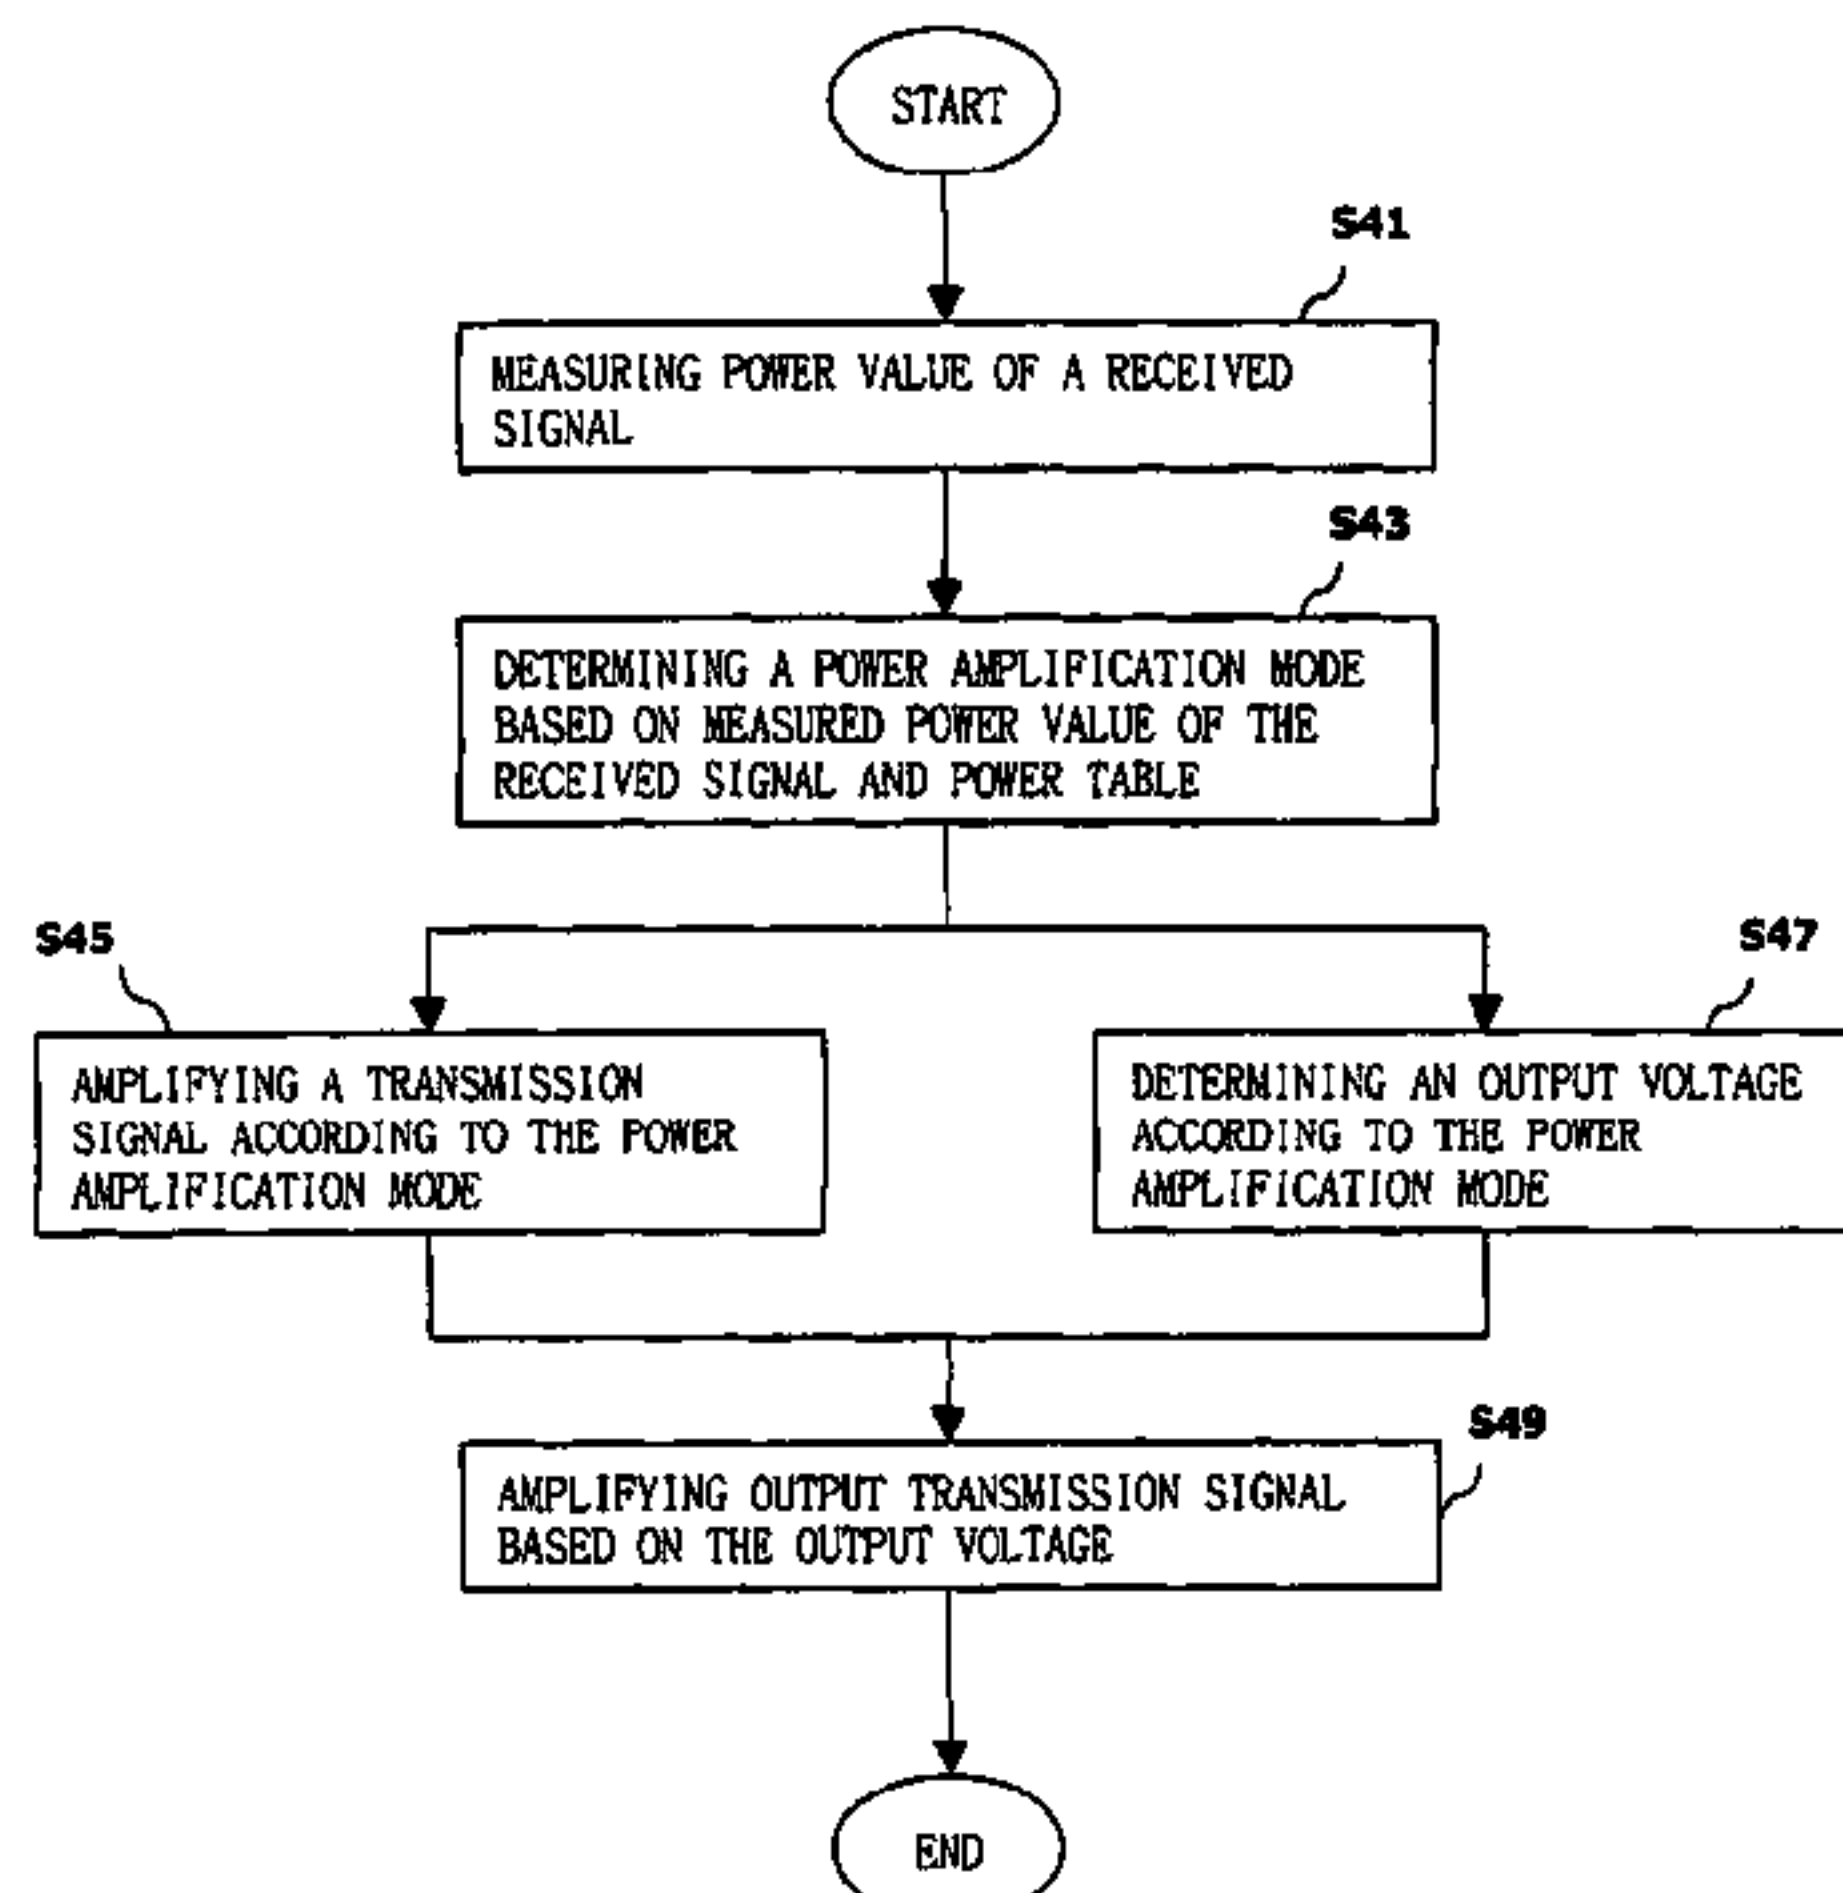 START
S41
MEASURING POWER VALUE OF A RECEIVED
SIGNAL
S43
DETERMINING A POWER AMPLIFICATION MODE
BASED ON MEASURED POWER VALUE OF THE
RECEIVED SIGNAL AND POWER TABLE
S45
AMPLIFYING A TRANSMISSION
SIGNAL ACCORDING TO THE POWER
AMPLIFICATION MODE
S47
DETERMINING AN OUTPUT VOLTAGE
ACCORDING TO THE POWER
AMPLIFICATION MODE
S49
AMPLIFYING OUTPUT TRANSMISSION SIGNAL
BASED ON THE OUTPUT VOLTAGE
END